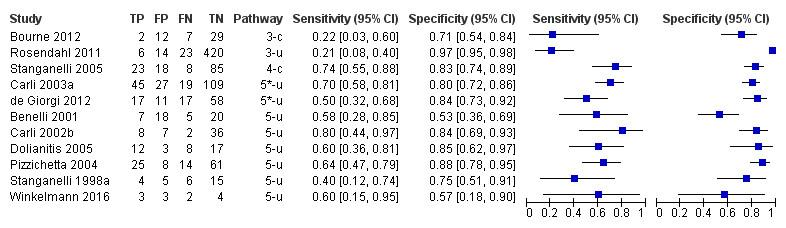 Study TP FP FN TN Pathway Sensitivity (95% CI) Specificity (95% CI) Sensitivity (95% CI) Specificity (95% CI)
Bourne 2012 2 12 7 29 3-c 0.22 [0.03, 0.60] 0.71 [0.54, 0.84]
Rosendahl 2011 6 14 23 420 3-u 0.21 [0.08, 0.40] 0.97 [0.95, 0.98]
Stanganelli 2005 23 18 8 85 4-c 0.74 [0.55, 0.88] 0.83 [0.74, 0.89]
Carli 2003a 45 27 19 109 5*-u 0.70 [0.58, 0.81] 0.80 [0.72, 0.86]
de Giorgi 2012 17 11 17 58 5*-u 0.50 [0.32, 0.68] 0.84 [0.73, 0.92]
Benelli 2001 7 18 5 20 5-u 0.58 [0.28, 0.85] 0.53 [0.36, 0.69]
Carli 2002b 8 7 2 36 5-u 0.80 [0.44, 0.97] 0.84 [0.69, 0.93]
Dolianitis 2005 12 3 8 17 5-u 0.60 [0.36, 0.81] 0.85 [0.62, 0.97]
Pizzichetta 2004 25 8 14 61 5-u 0.64 [0.47, 0.79] 0.88 [0.78, 0.95]
Stanganelli 1998a 4 5 6 15 5-u 0.40 [0.12, 0.74] 0.75 [0.51, 0.91]
Winkelmann 2016 3 3 2 4 5-u 0.60 [0.15, 0.95] 0.57 [0.18, 0.90]
0 0.2 0.4 0.6 0.8 1 0 0.2 0.4 0.6 0.8 1